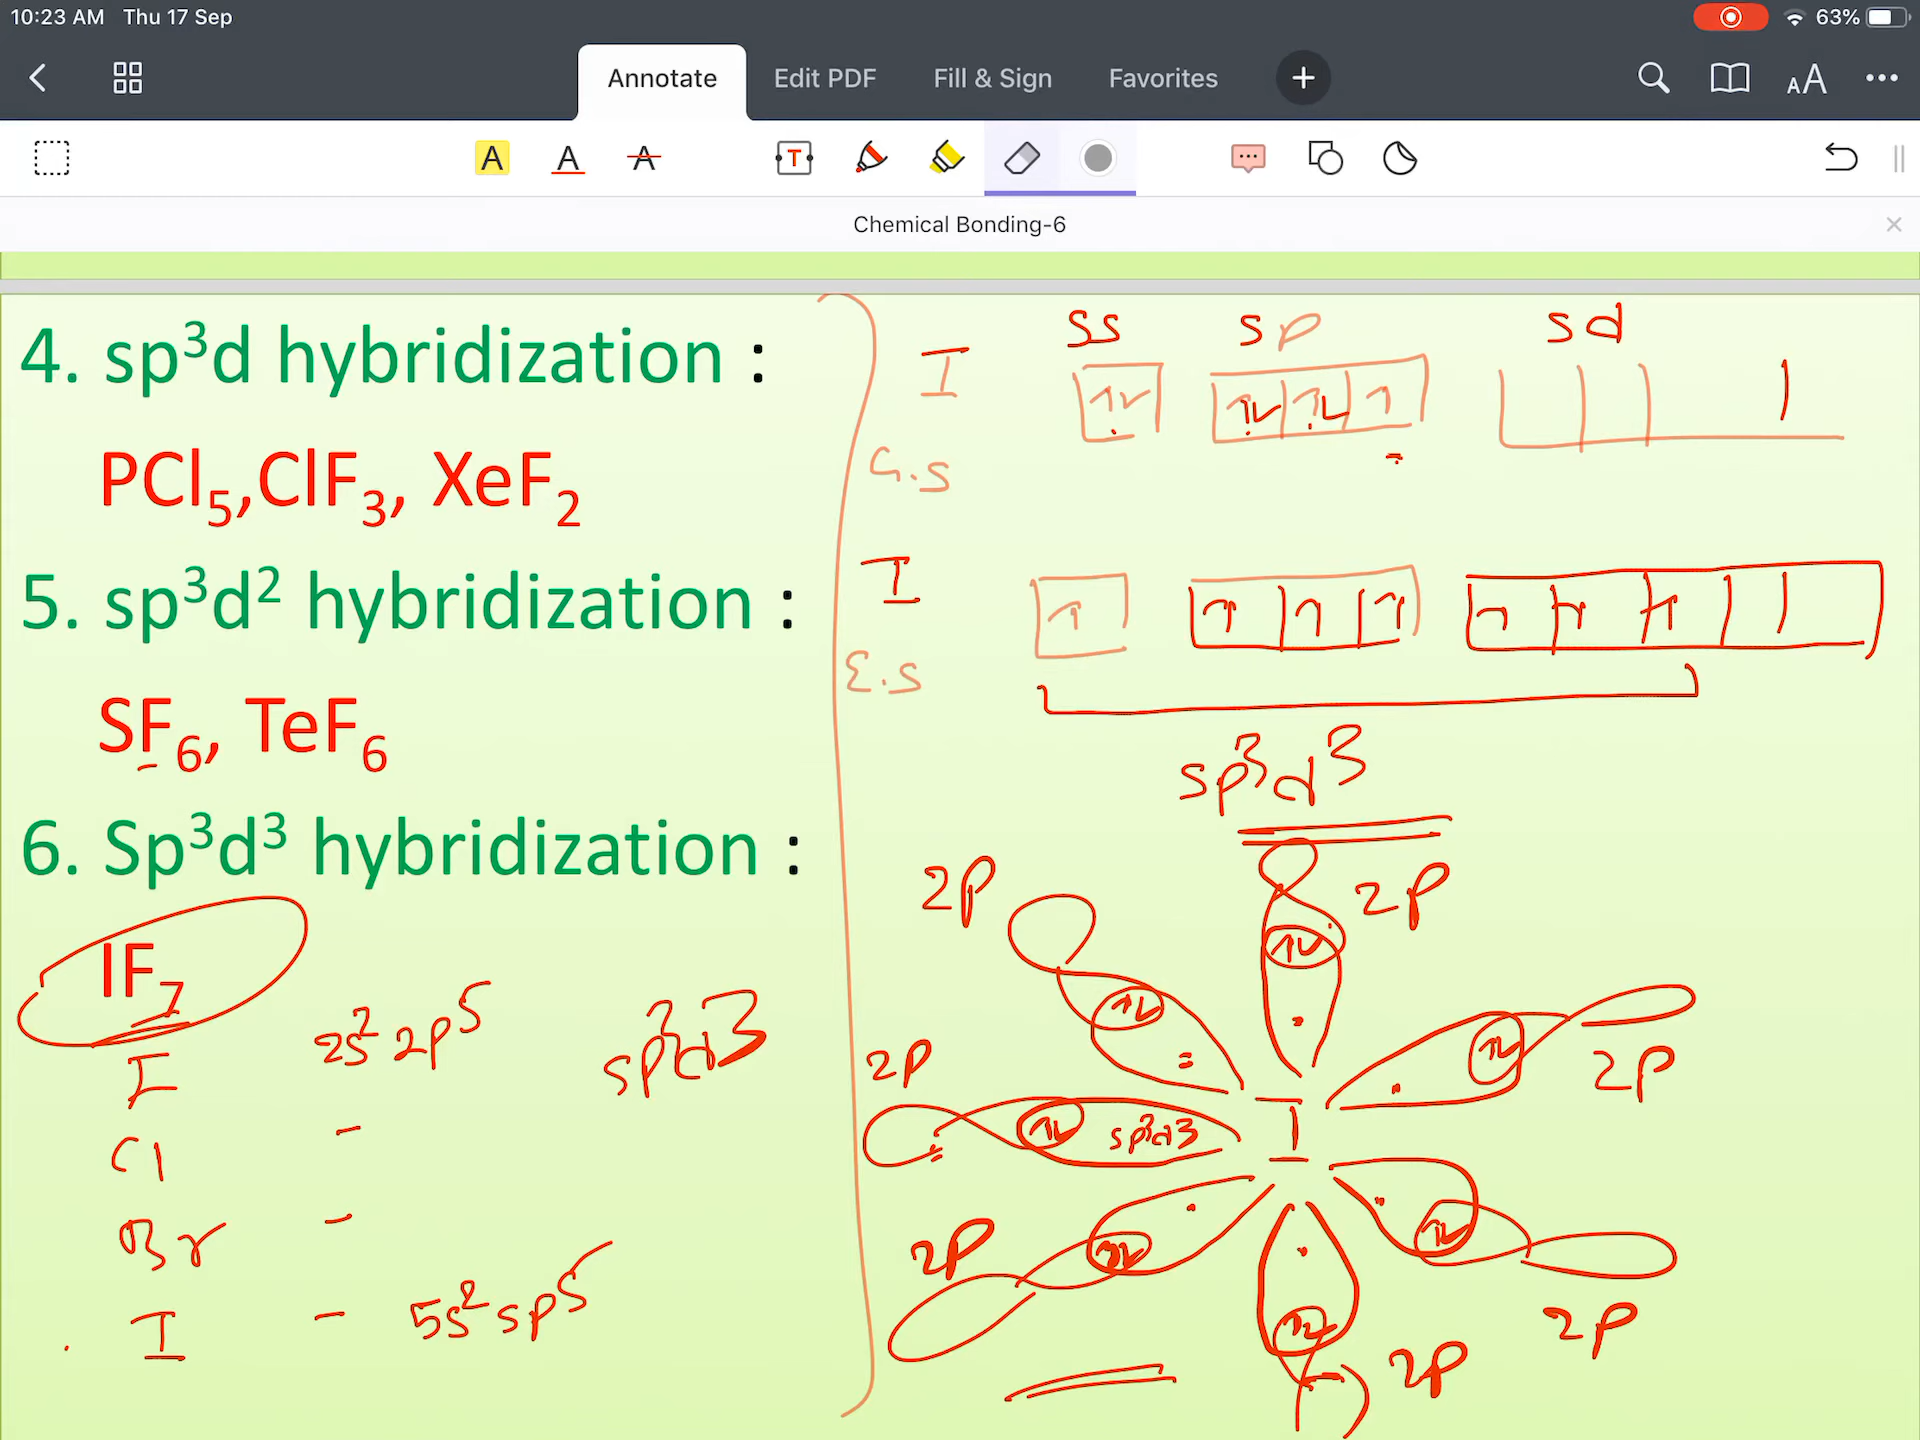 10:23 AM Thu 17 Sep
63%
Annotate Edit PDF Fill & Sign Favorites
AA
A A A T
Chemical Bonding-6
4. sp³d hybridization :
PCl₅,ClF₃, XeF₂
5. sp³d² hybridization :
SF₆, TeF₆
6. Sp³d³ hybridization :
IF₇
F 2s² 2p⁵ sp³d³
Cl -
Br -
I - 5s² 5p⁵
5s 5p 5d
I
G.S
I
E.S
sp³d³
2p 2p
2p 2p
sp³d3 I
2p
2p
2p